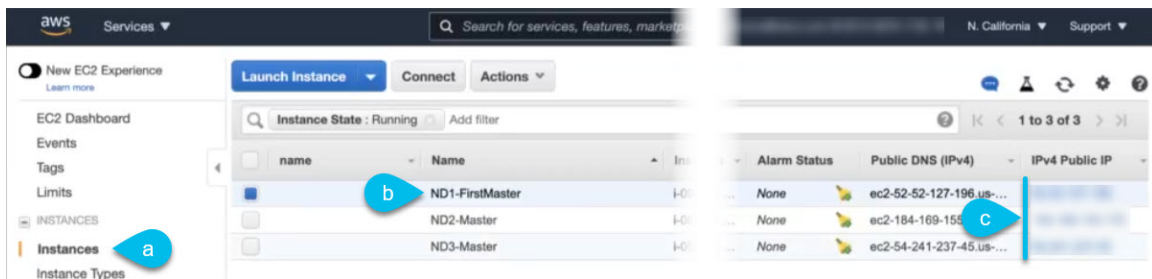 aws Services ▼ Search for services, features, N. California ▼ Support ▼
New EC2 Experience
Learn more
Launch Instance Connect Actions
EC2 Dashboard
Events
Tags
Limits
INSTANCES
Instances
Instance Types
Instance State : Running Add filter 1 to 3 of 3
name Name Alarm Status Public DNS (IPv4) IPv4 Public IP
ND1-FirstMaster None ec2-52-52-127-196.us-...
ND2-Master ... None ec2-184-169-155
ND3-Master ... None ec2-54-241-237-45.us-...
a
b
c